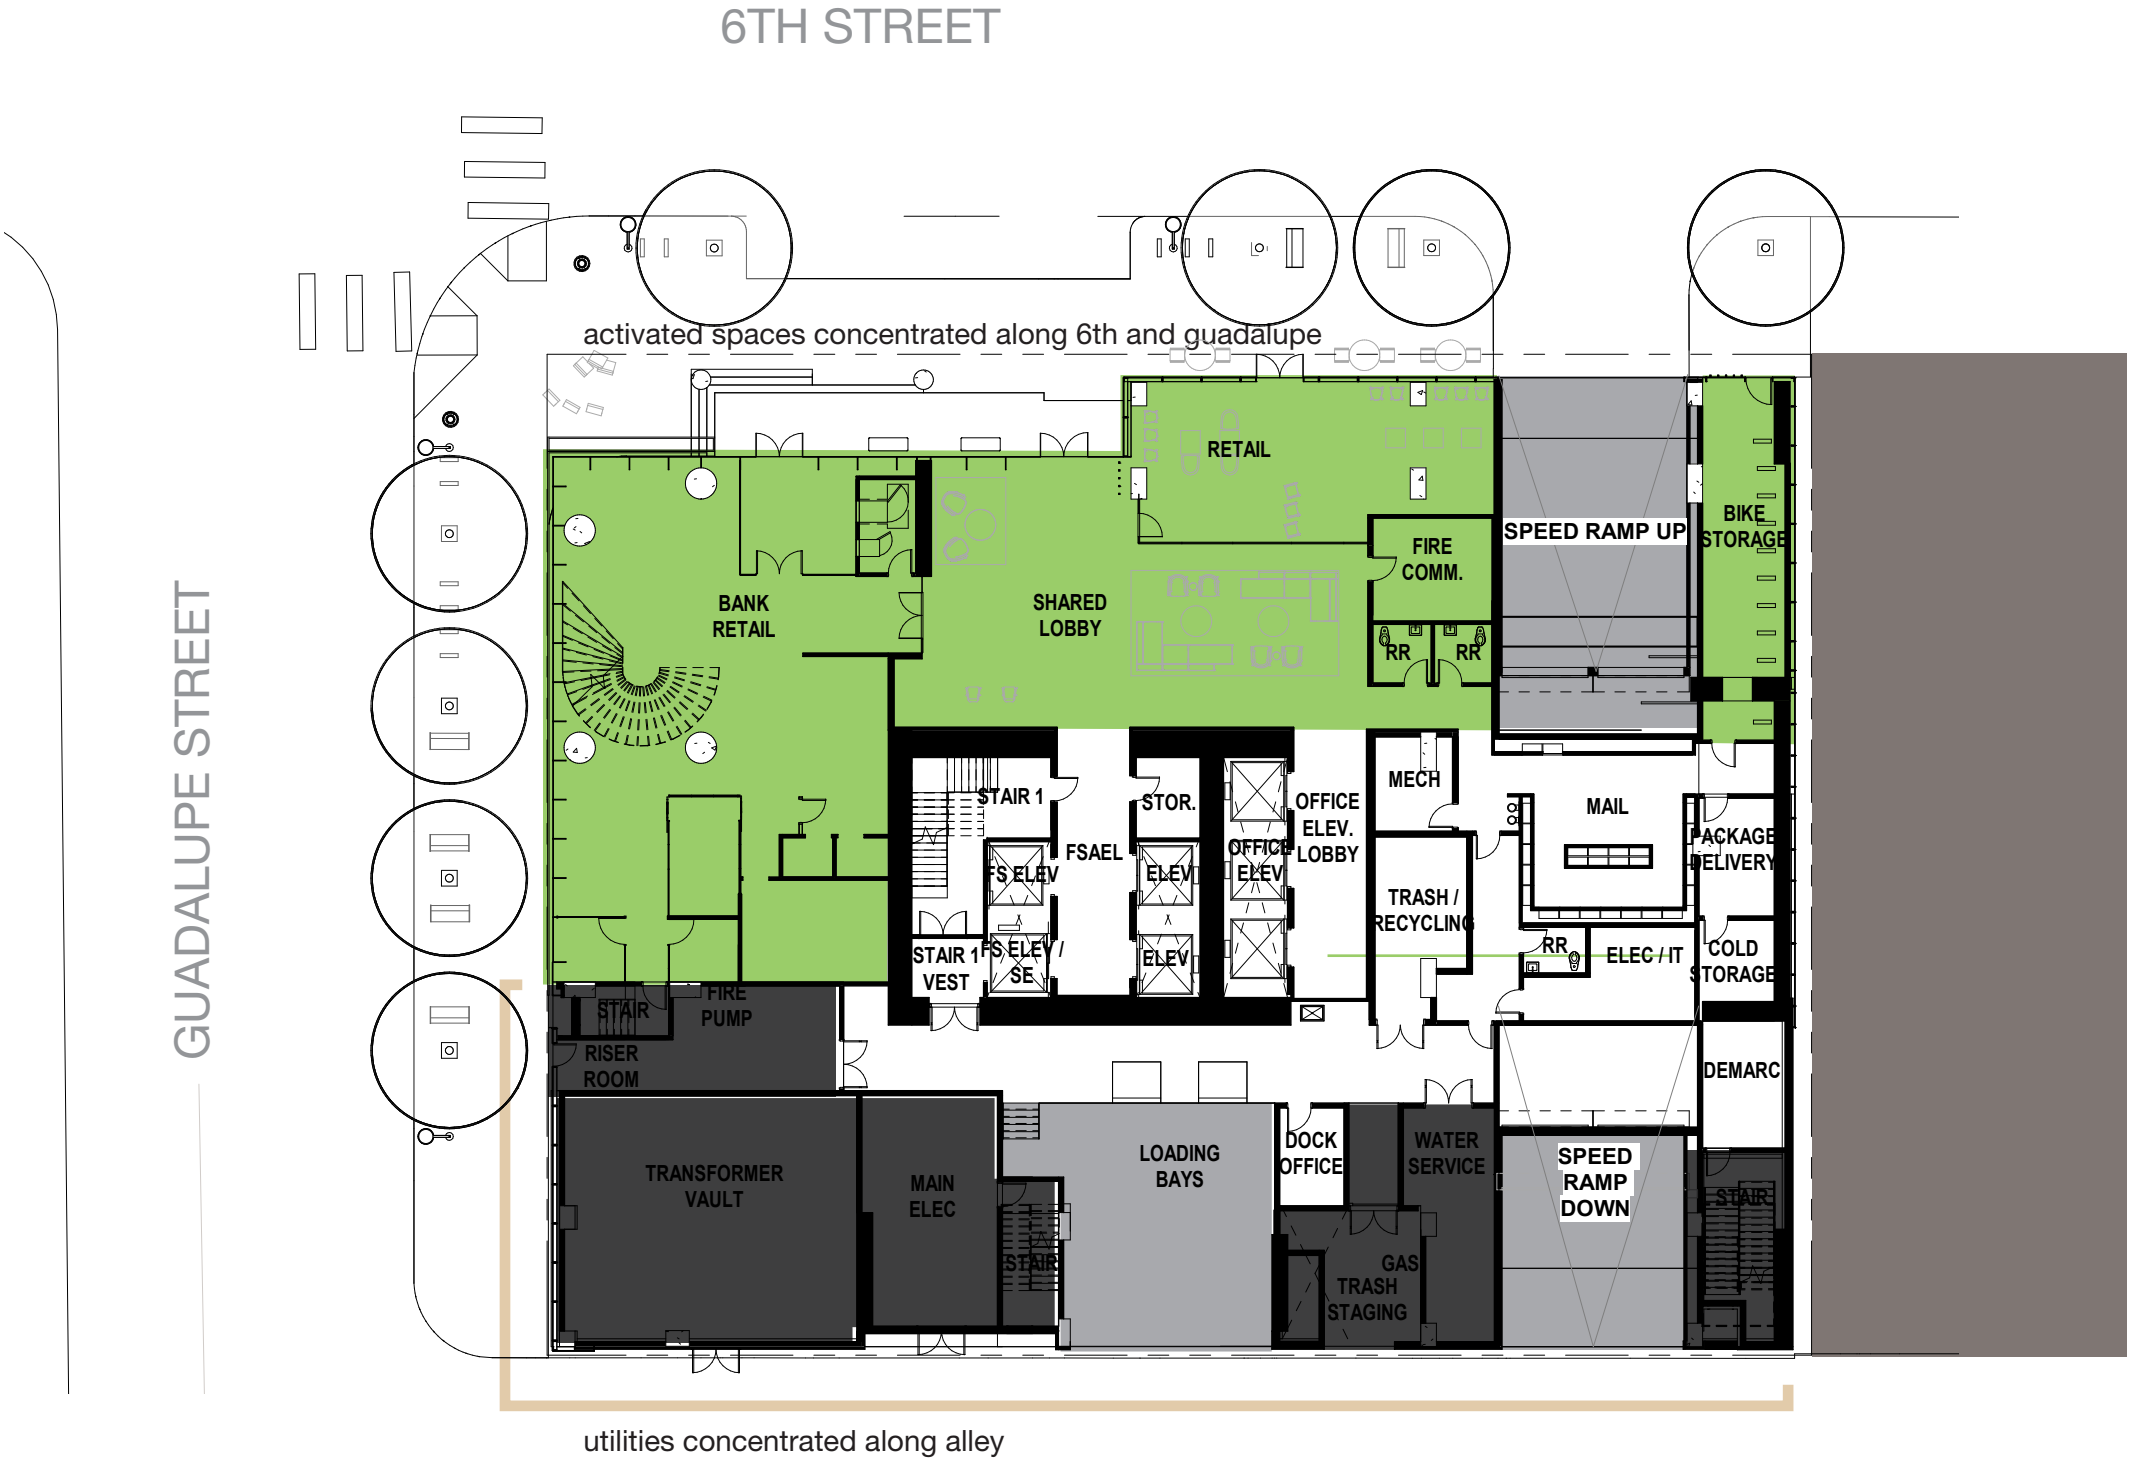 6TH STREET
activated spaces concentrated along 6th and guadalupe
GUADALUPE STREET
RETAIL
SPEED RAMP UP
BIKE
STORAGE
FIRE
COMM.
BANK
RETAIL
SHARED
LOBBY
RR
RR
STAIR 1
STOR.
FSAEL
OFFICE
ELEV.
LOBBY
OFFICE
ELEV
MECH
MAIL
PACKAGE
DELIVERY
FS ELEV
ELEV
TRASH /
RECYCLING
STAIR 1
VEST
FS ELEV /
SE
ELEV
RR
ELEC / IT
COLD
STORAGE
STAIR
FIRE
PUMP
RISER
ROOM
DEMARC
TRANSFORMER
VAULT
MAIN
ELEC
STAIR
LOADING
BAYS
DOCK
OFFICE
WATER
SERVICE
GAS
TRASH
STAGING
SPEED
RAMP
DOWN
STAIR
utilities concentrated along alley